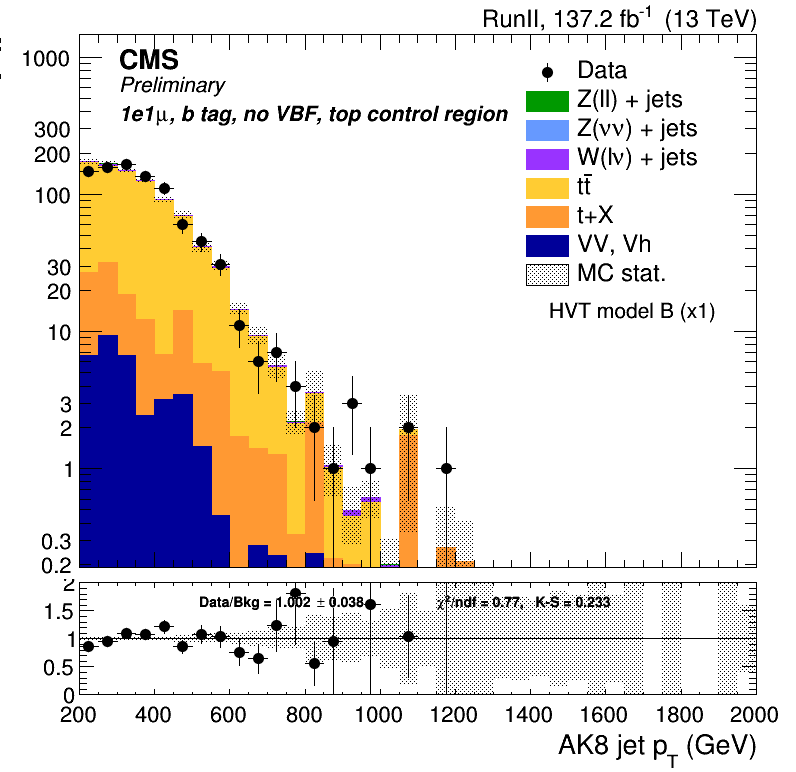 RunII, 137.2 fb⁻¹ (13 TeV)
CMS
Preliminary
1e1μ, b tag, no VBF, top control region
Data
Z(ll) + jets
Z(νν) + jets
W(lν) + jets
tt̄
t+X
VV, Vh
MC stat.
HVT model B (x1)
1000
300
200
100
30
20
10
3
2
1
0.3
0.2
Data/Bkg = 1.002 ± 0.038
χ²/ndf = 0.77, K-S = 0.233
2
1.5
1
0.5
0
200 400 600 800 1000 1200 1400 1600 1800 2000
AK8 jet p_T (GeV)